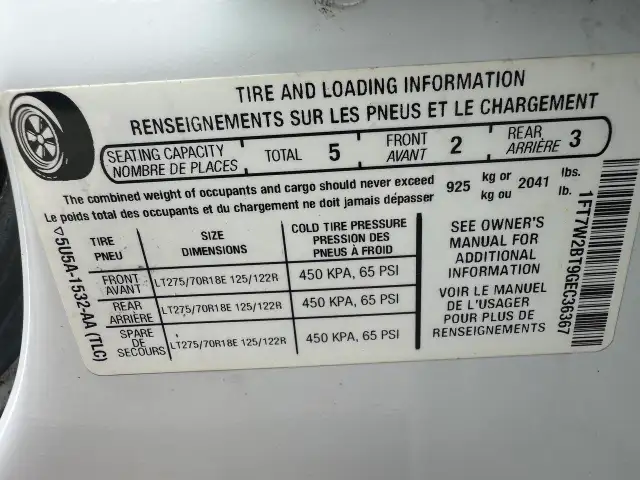 TIRE AND LOADING INFORMATION
RENSEIGNEMENTS SUR LES PNEUS ET LE CHARGEMENT
SEATING CAPACITY
NOMBRE DE PLACES
TOTAL 5
FRONT
AVANT
2
REAR
ARRIÈRE
3
The combined weight of occupants and cargo should never exceed
Le poids total des occupants et du chargement ne doit jamais dépasser
925 kg or
kg ou
2041 lbs.
lb.
TIRE
PNEU
SIZE
DIMENSIONS
COLD TIRE PRESSURE
PRESSION DES
PNEUS À FROID
FRONT
AVANT
LT275/70R18E 125/122R
450 KPA, 65 PSI
REAR
ARRIÈRE
LT275/70R18E 125/122R
450 KPA, 65 PSI
SPARE
DE SECOURS
LT275/70R18E 125/122R
450 KPA, 65 PSI
SEE OWNER'S
MANUAL FOR
ADDITIONAL
INFORMATION
VOIR LE MANUEL
DE L'USAGER
POUR PLUS DE
RENSEIGNEMENTS
▽5U5A-1532-AA (TLC)
1FT7W2BT9GEC36367